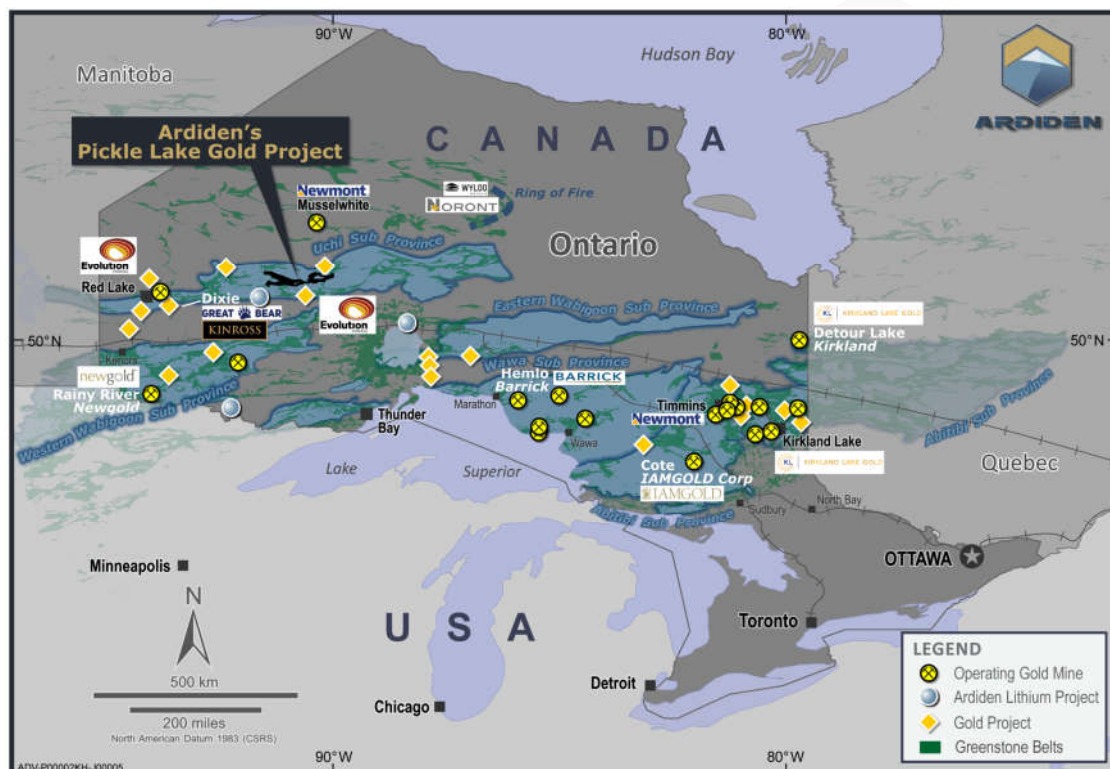 90°W
80°W
Manitoba
Hudson Bay
ARDIDEN
Ardiden's
Pickle Lake Gold Project
CANADA
Newmont
Musselwhite
WYLOO
NORONT
Ring of Fire
Uchi Sub Province
Ontario
Evolution
Red Lake
Dixie
GREAT BEAR
KINROSS
Evolution
Eastern Wabigoon Sub Province
KL KIRKLAND LAKE GOLD
Detour Lake
Kirkland
50°N
50°N
Kenora
Wawa Sub Province
newgold
Rainy River
Newgold
Western Wabigoon Sub Province
Hemlo
Barrick
BARRICK
Marathon
Thunder
Bay
Newmont
Timmins
Wawa
Kirkland Lake
KL KIRKLAND LAKE GOLD
Abitibi Sub Province
Quebec
Lake Superior
Cote
IAMGOLD Corp
IAMGOLD
Abitibi Sub Province
Sudbury
North Bay
OTTAWA
Minneapolis
N
USA
Toronto
500 km
200 miles
North American Datum 1983 (CSRS)
Detroit
Chicago
LEGEND
Operating Gold Mine
Ardiden Lithium Project
Gold Project
Greenstone Belts
90°W
80°W